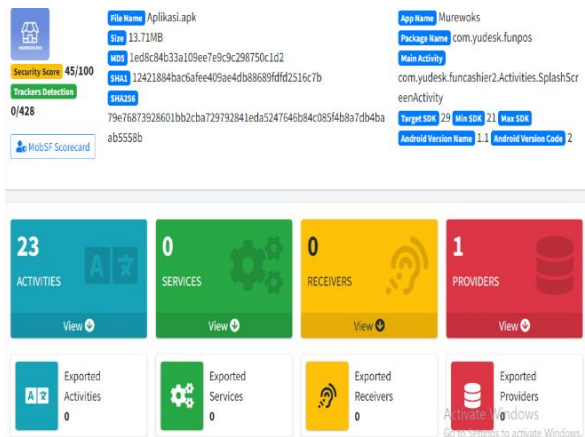 MUREWOKS
Security Score 45/100
Trackers Detection
0/428
MobSF Scorecard
File Name Aplikasi.apk
Size 13.71MB
MD5 1ed8c84b33a109ee7e9c9c298750c1d2
SHA1 12421884bac6afee409ae4db88689fdfd2516c7b
SHA256
79e76873928601bb2cba729792841eda5247646b84c085f4b8a7db4ba
ab5558b
App Name Murewoks
Package Name com.yudesk.funpos
Main Activity
com.yudesk.funcashier2.Activities.SplashScr
eenActivity
Target SDK 29 Min SDK 21 Max SDK
Android Version Name 1.1 Android Version Code 2
23
ACTIVITIES
View
0
SERVICES
View
0
RECEIVERS
View
1
PROVIDERS
View
Exported
Activities
0
Exported
Services
0
Exported
Receivers
0
Exported
Providers
0
Activate Windows
Go to Settings to activate Windows.